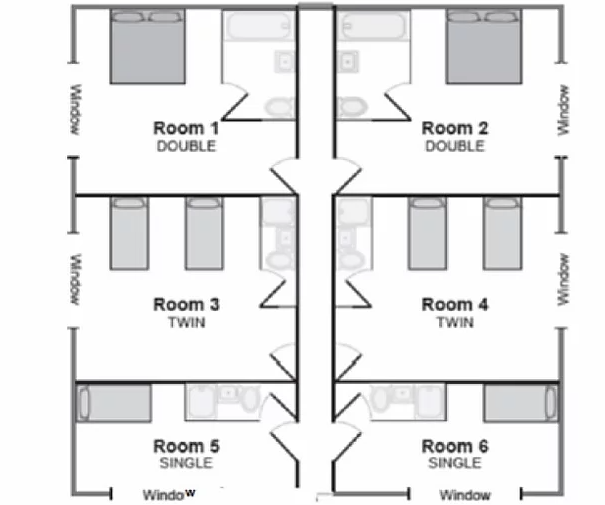 Room 1
DOUBLE
Window
Room 2
DOUBLE
Window
Room 3
TWIN
Window
Room 4
TWIN
Window
Room 5
SINGLE
Window
Room 6
SINGLE
Window